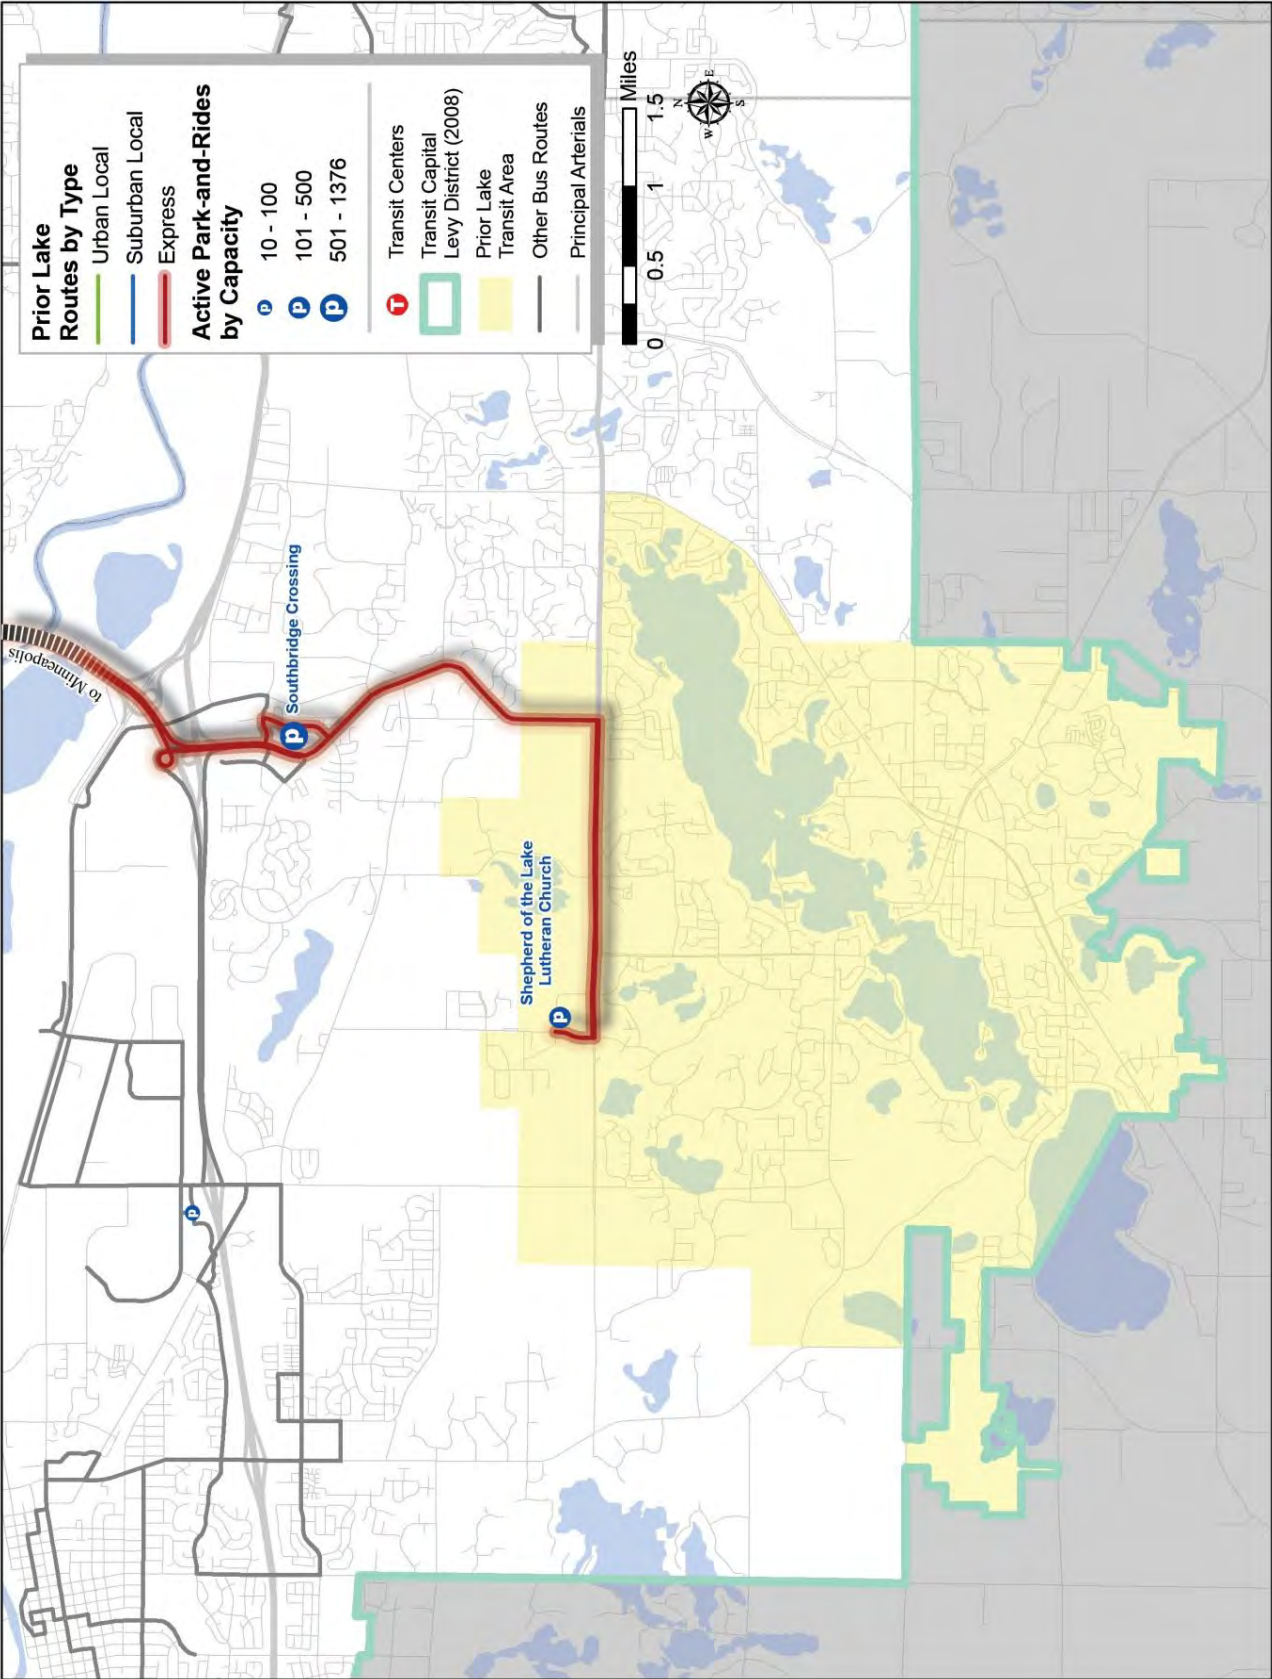 Prior Lake
Routes by Type
Urban Local
Suburban Local
Express
Active Park-and-Rides
by Capacity
P 10 - 100
P 101 - 500
P 501 - 1376
T Transit Centers
Transit Capital
Levy District (2008)
Prior Lake
Transit Area
Other Bus Routes
Principal Arterials
0 0.5 1 1.5 Miles
N
W E
S
to Minneapolis
P Southbridge Crossing
Shepherd of the Lake
Lutheran Church
P
P